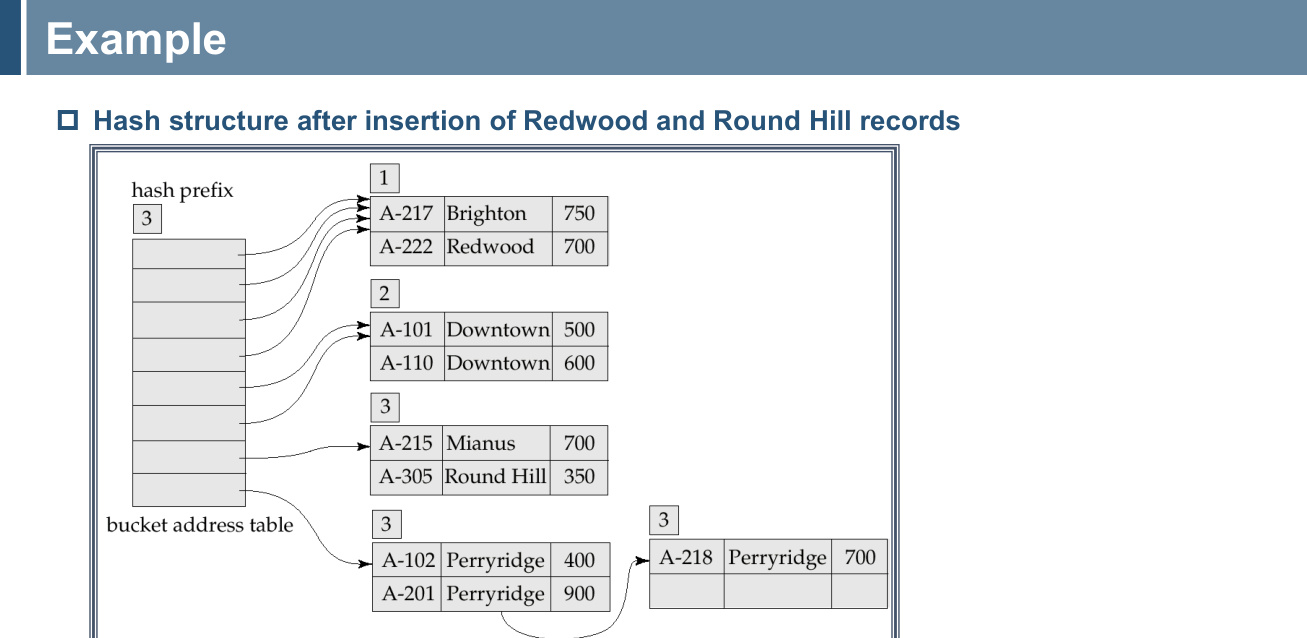 Example
Hash structure after insertion of Redwood and Round Hill records
hash prefix
3
bucket address table
1
A-217 Brighton 750
A-222 Redwood 700
2
A-101 Downtown 500
A-110 Downtown 600
3
A-215 Mianus 700
A-305 Round Hill 350
3
A-102 Perryridge 400
A-201 Perryridge 900
3
A-218 Perryridge 700